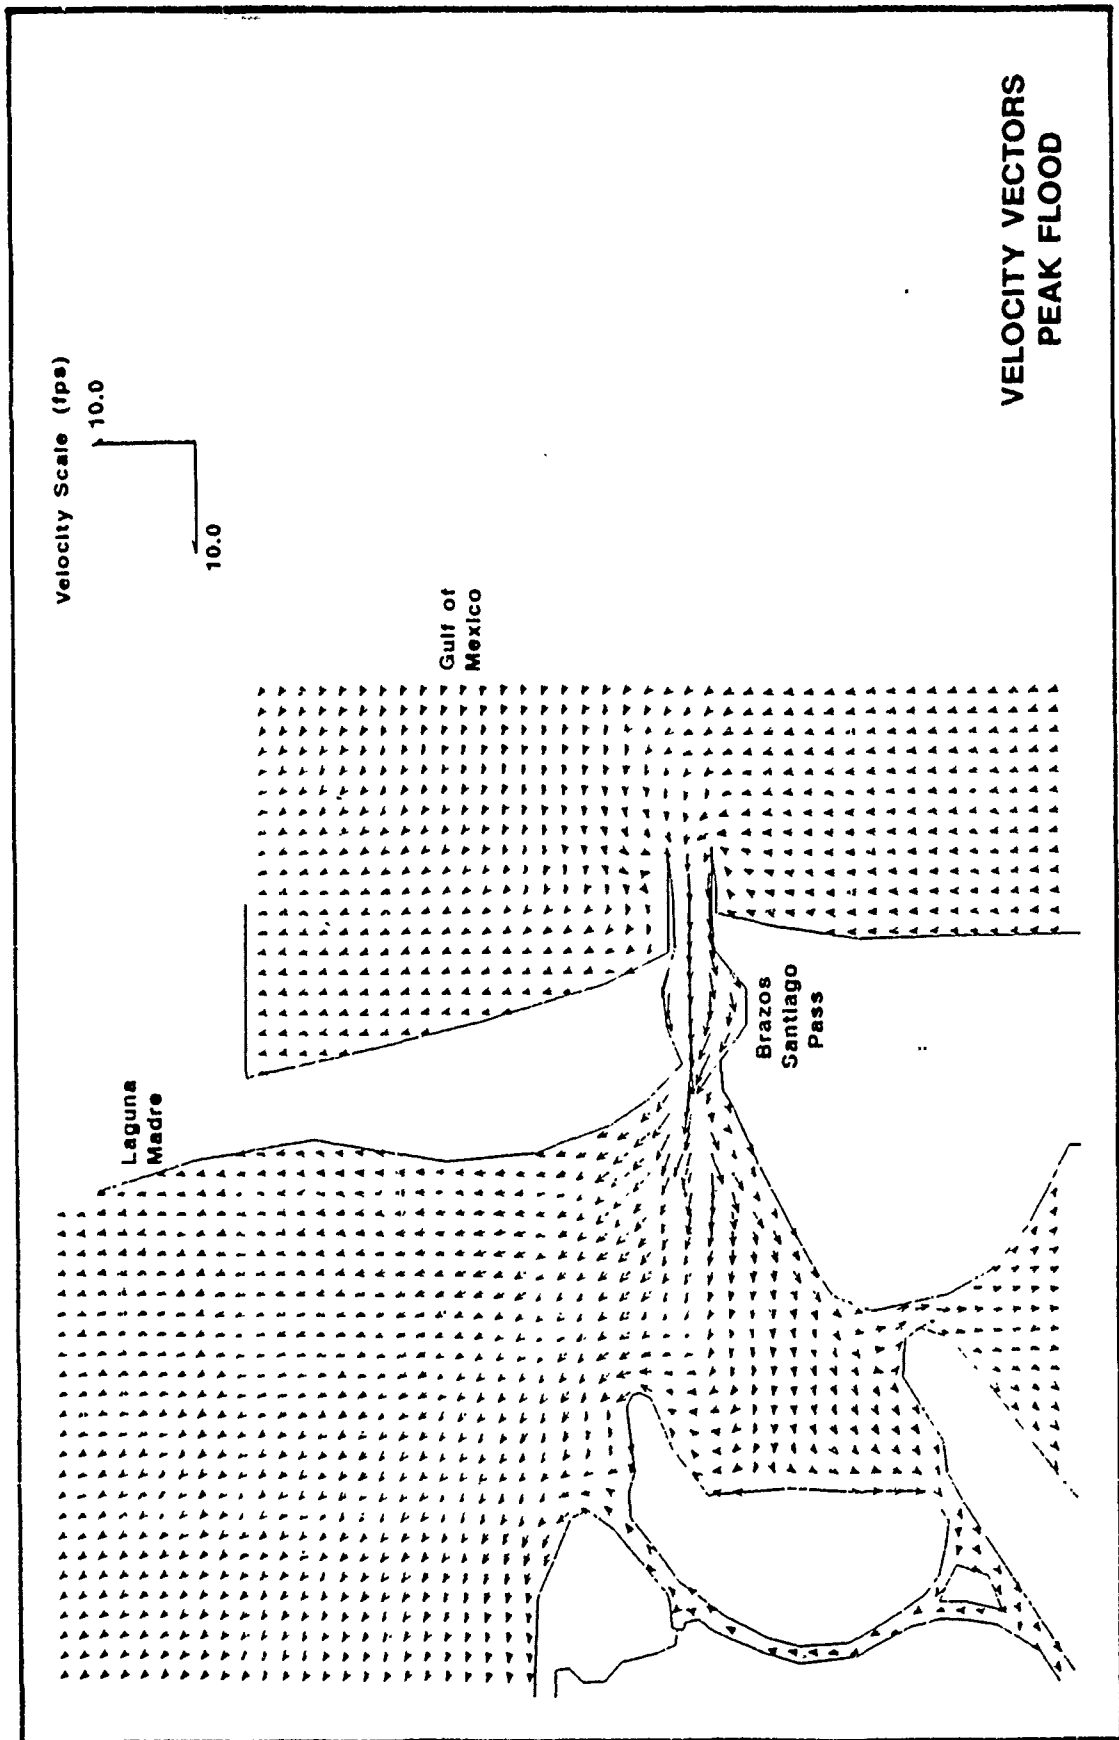 Velocity Scale (fps)
10.0
10.0
Gulf of
Mexico
Laguna
Madre
Brazos
Santiago
Pass
VELOCITY VECTORS
PEAK FLOOD